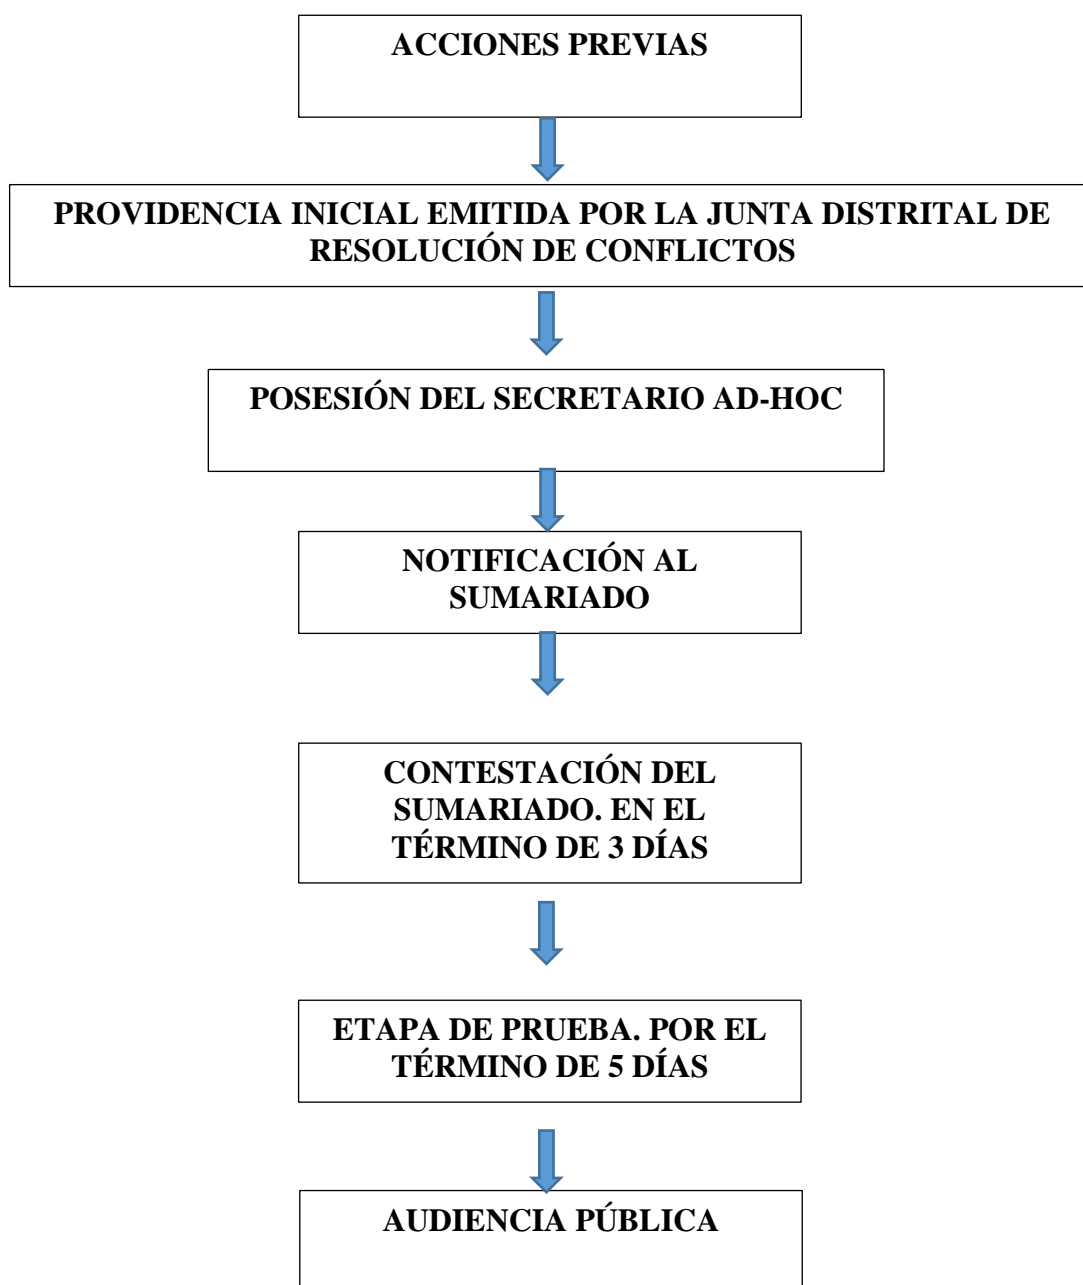 ACCIONES PREVIAS
PROVIDENCIA INICIAL EMITIDA POR LA JUNTA DISTRITAL DE
RESOLUCIÓN DE CONFLICTOS
POSESIÓN DEL SECRETARIO AD-HOC
NOTIFICACIÓN AL
SUMARIADO
CONTESTACIÓN DEL
SUMARIADO. EN EL
TÉRMINO DE 3 DÍAS
ETAPA DE PRUEBA. POR EL
TÉRMINO DE 5 DÍAS
AUDIENCIA PÚBLICA